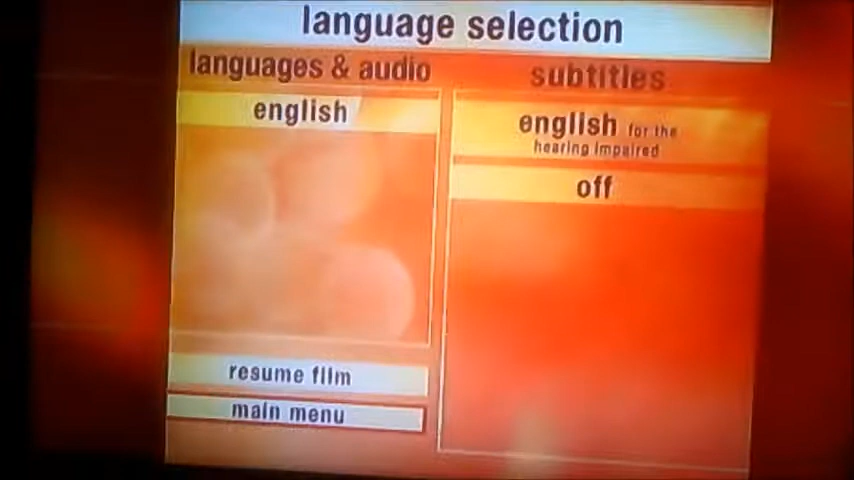 language selection
languages & audio
english
resume film
main menu
subtitles
english for the
hearing impaired
off